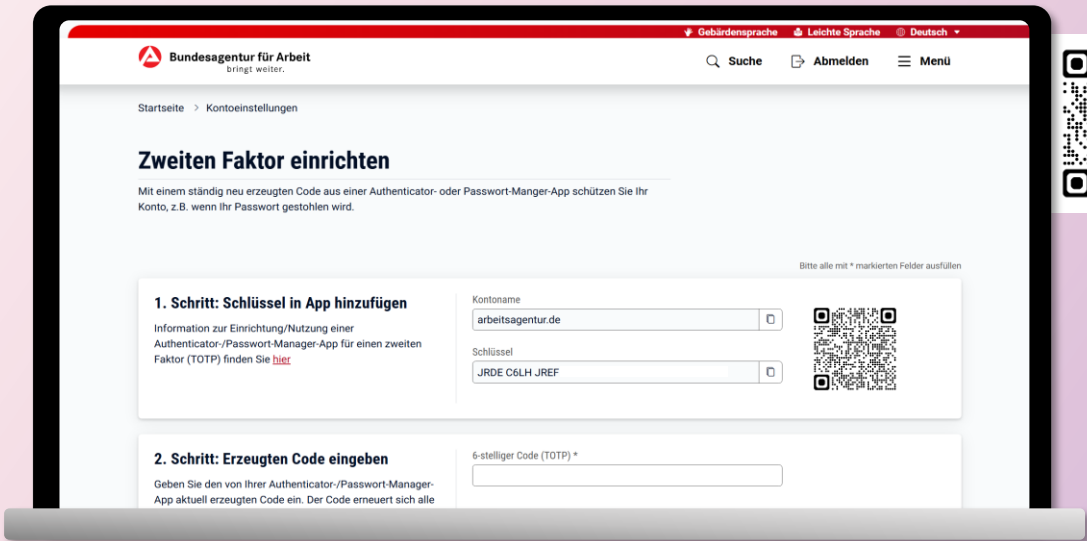 Gebärdensprache Leichte Sprache Deutsch
Bundesagentur für Arbeit
bringt weiter.
Suche Abmelden Menü
Startseite > Kontoeinstellungen
Zweiten Faktor einrichten
Mit einem ständig neu erzeugten Code aus einer Authenticator- oder Passwort-Manger-App schützen Sie Ihr
Konto, z.B. wenn Ihr Passwort gestohlen wird.
Bitte alle mit * markierten Felder ausfüllen
1. Schritt: Schlüssel in App hinzufügen
Information zur Einrichtung/Nutzung einer
Authenticator-/Passwort-Manager-App für einen zweiten
Faktor (TOTP) finden Sie hier
Kontoname
arbeitsagentur.de
Schlüssel
JRDE C6LH JREF
2. Schritt: Erzeugten Code eingeben
Geben Sie den von Ihrer Authenticator-/Passwort-Manager-
App aktuell erzeugten Code ein. Der Code erneuert sich alle
6-stelliger Code (TOTP) *